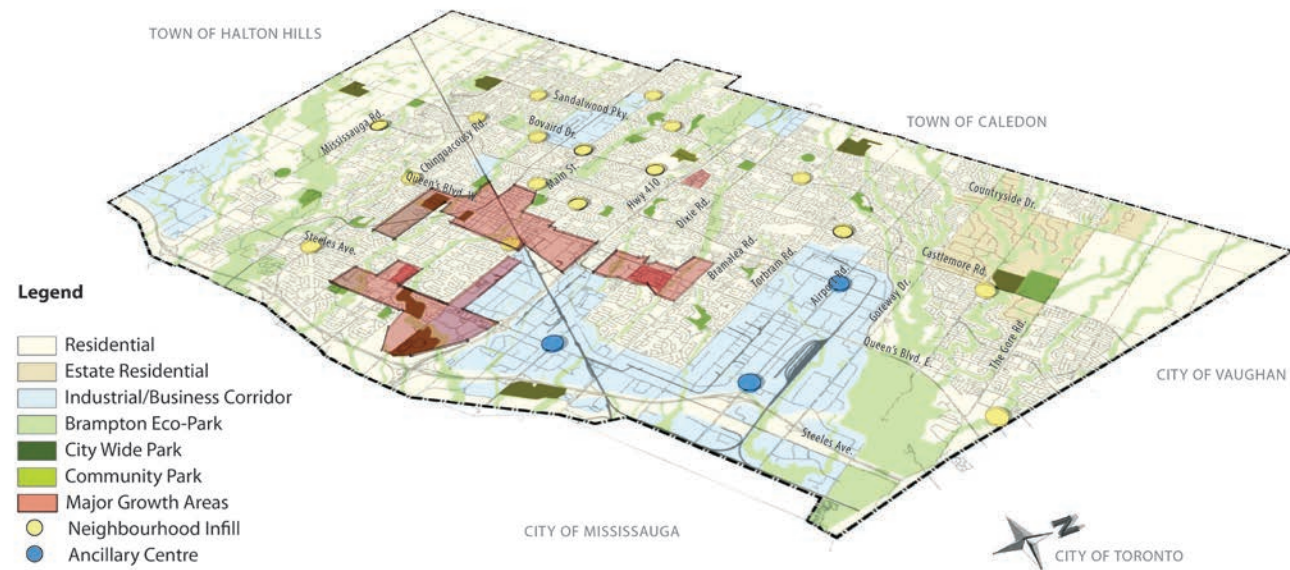 TOWN OF HALTON HILLS
TOWN OF CALEDON
Sandalwood Pky.
Mississauga Rd.
Bovaird Dr.
Chinguacousy Rd.
Main St.
Queen's Blvd. W.
Hwy 410
Countryside Dr.
Dixie Rd.
Steeles Ave.
Bramalea Rd.
Torbram Rd.
Castlemore Rd.
Airport Rd.
Goreway Dr.
Queen's Blvd. E.
The Gore Rd.
CITY OF VAUGHAN
Steeles Ave.
Legend
Residential
Estate Residential
Industrial/Business Corridor
Brampton Eco-Park
City Wide Park
Community Park
Major Growth Areas
Neighbourhood Infill
Ancillary Centre
CITY OF MISSISSAUGA
N
CITY OF TORONTO